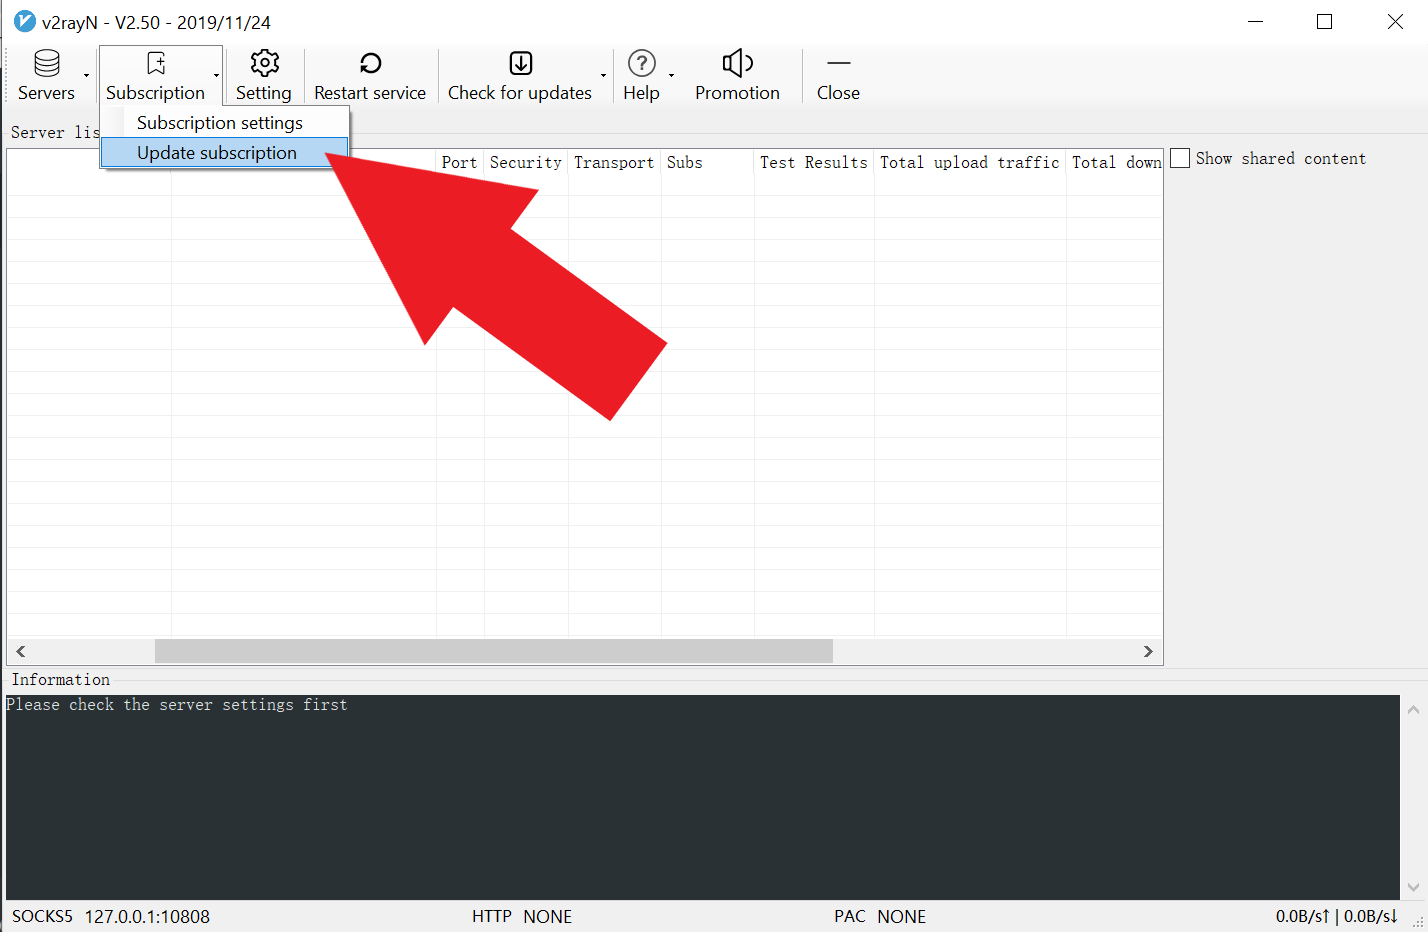 v2rayN - V2.50 - 2019/11/24
Servers
Subscription
Setting
Restart service
Check for updates
Help
Promotion
Close
Subscription settings
Update subscription
Server lis
Port Security Transport Subs Test Results Total upload traffic Total down
Show shared content
Information
Please check the server settings first
SOCKS5 127.0.0.1:10808 HTTP NONE PAC NONE 0.0B/s↑ | 0.0B/s↓